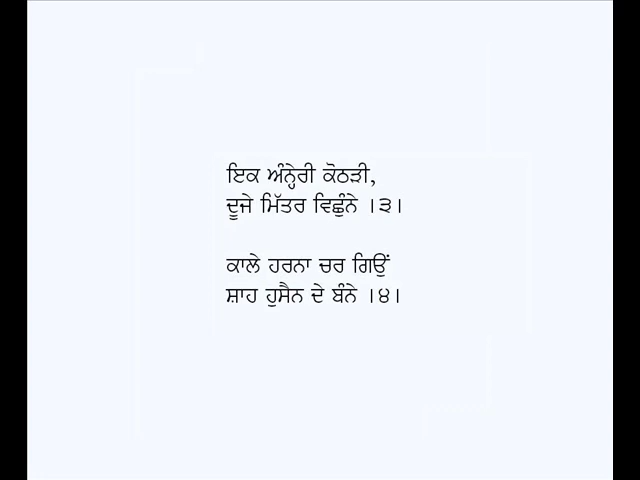 ਇਕ ਅੰਨ੍ਹੇਰੀ ਕੋਠੜੀ,
ਦੂਜੇ ਮਿੱਤਰ ਵਿਛੁੰਨੇ ।੩।
ਕਾਲੇ ਹਰਨਾ ਚਰ ਗਿਉਂ
ਸ਼ਾਹ ਹੁਸੈਨ ਦੇ ਬੰਨੇ ।੪।